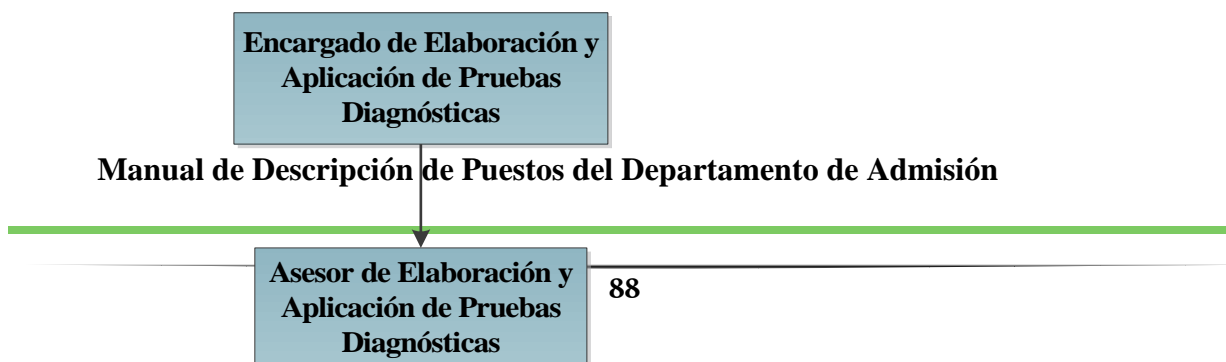 Encargado de Elaboración y
Aplicación de Pruebas
Diagnósticas
Manual de Descripción de Puestos del Departamento de Admisión
Asesor de Elaboración y
Aplicación de Pruebas
Diagnósticas
88